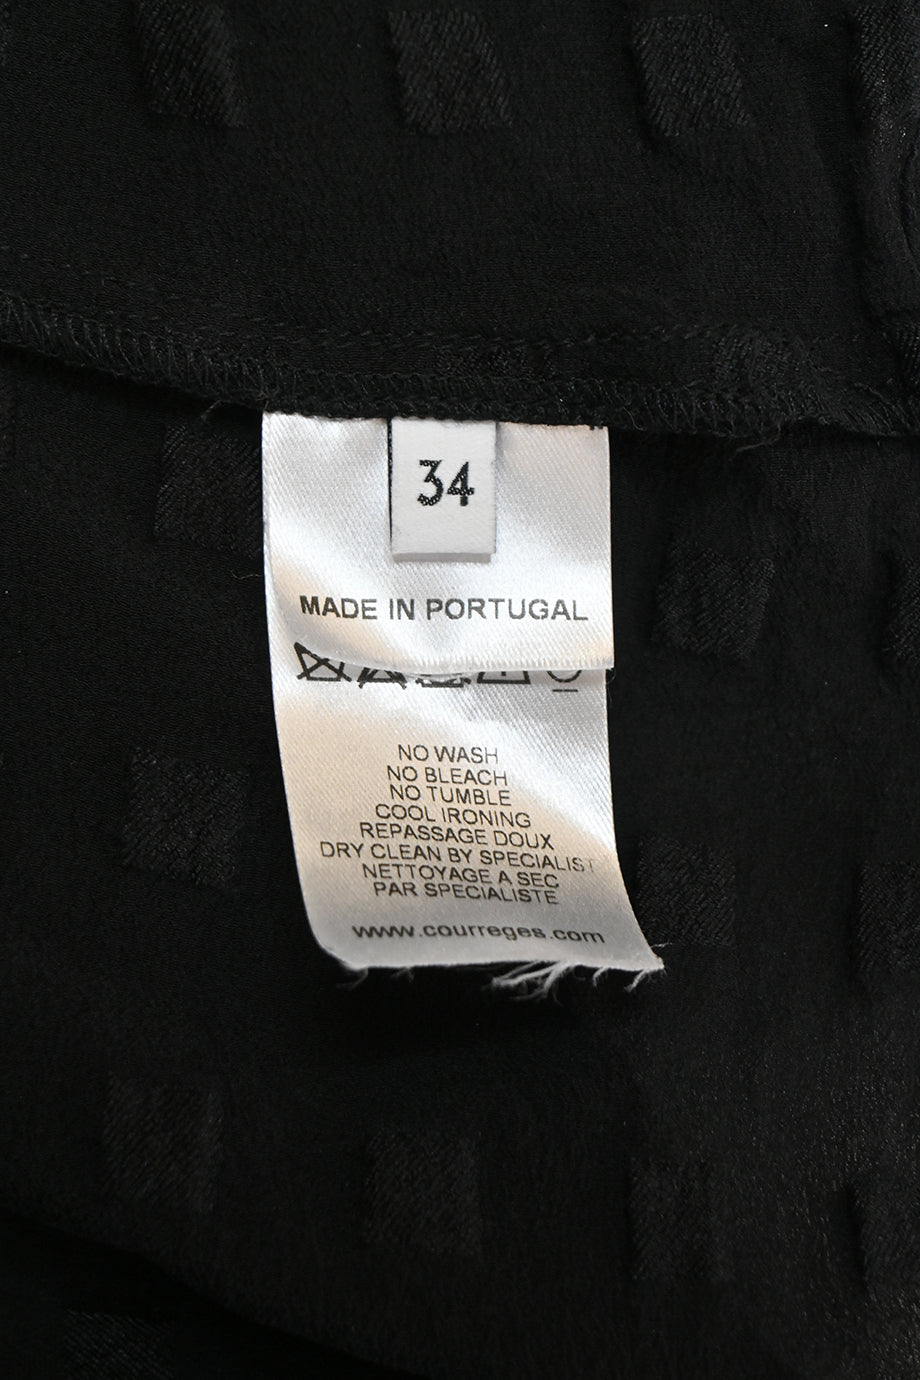 34
MADE IN PORTUGAL
NO WASH
NO BLEACH
NO TUMBLE
COOL IRONING
REPASSAGE DOUX
DRY CLEAN BY SPECIALIST
NETTOYAGE A SEC
PAR SPECIALISTE
www.courreges.com